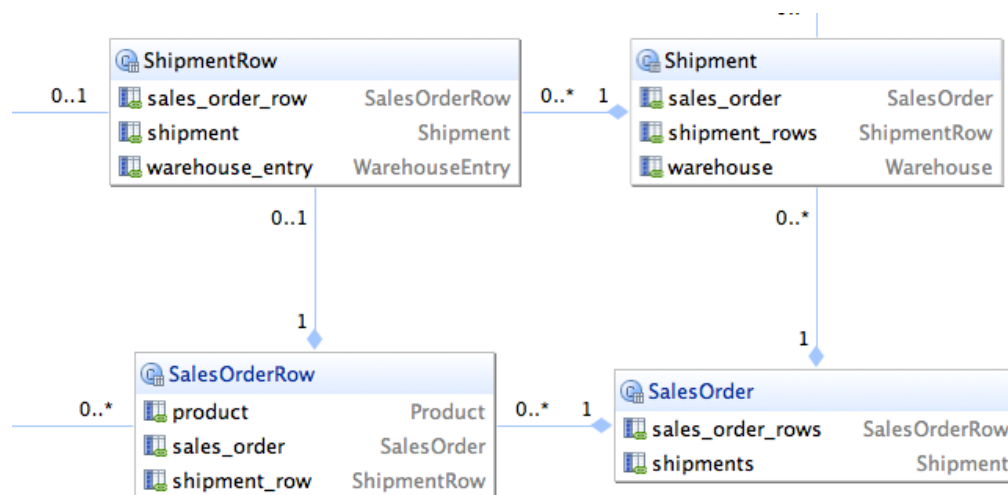 ShipmentRow
sales_order_row SalesOrderRow
shipment Shipment
warehouse_entry WarehouseEntry
0..1
0..* 1
Shipment
sales_order SalesOrder
shipment_rows ShipmentRow
warehouse Warehouse
0..1
0..*
1
1
SalesOrderRow
product Product
sales_order SalesOrder
shipment_row ShipmentRow
0..*
0..* 1
SalesOrder
sales_order_rows SalesOrderRow
shipments Shipment